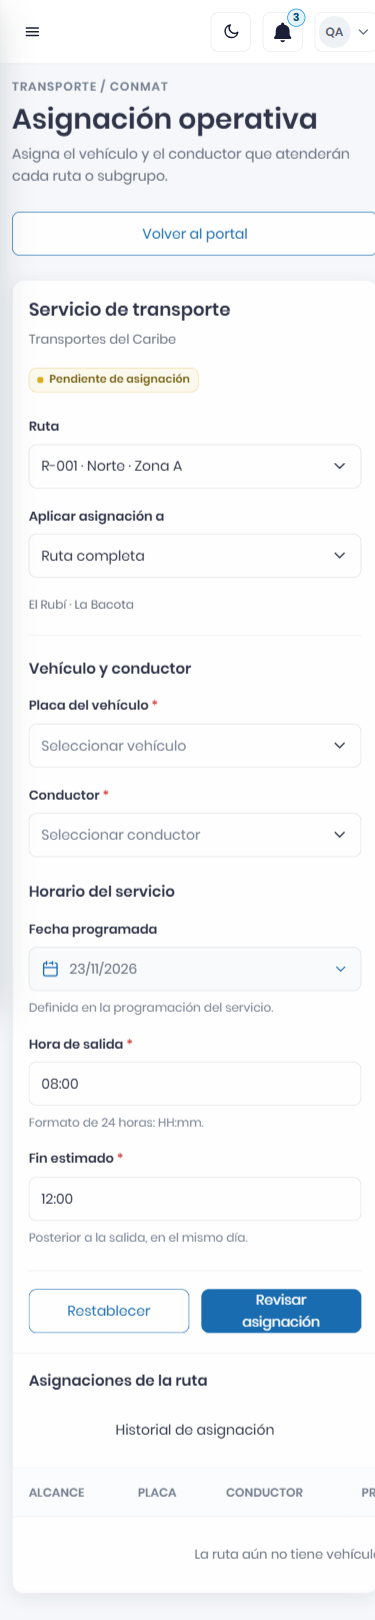 3
QA
TRANSPORTE / CONMAT
Asignación operativa
Asigna el vehículo y el conductor que atenderán
cada ruta o subgrupo.
Volver al portal
Servicio de transporte
Transportes del Caribe
Pendiente de asignación
Ruta
R-001 · Norte · Zona A
Aplicar asignación a
Ruta completa
El Rubí · La Bacota
Vehículo y conductor
Placa del vehículo *
Seleccionar vehículo
Conductor *
Seleccionar conductor
Horario del servicio
Fecha programada
23/11/2026
Definida en la programación del servicio.
Hora de salida *
08:00
Formato de 24 horas: HH:mm.
Fin estimado *
12:00
Posterior a la salida, en el mismo día.
Restablecer
Revisar
asignación
Asignaciones de la ruta
Historial de asignación
ALCANCE PLACA CONDUCTOR PR
La ruta aún no tiene vehícul